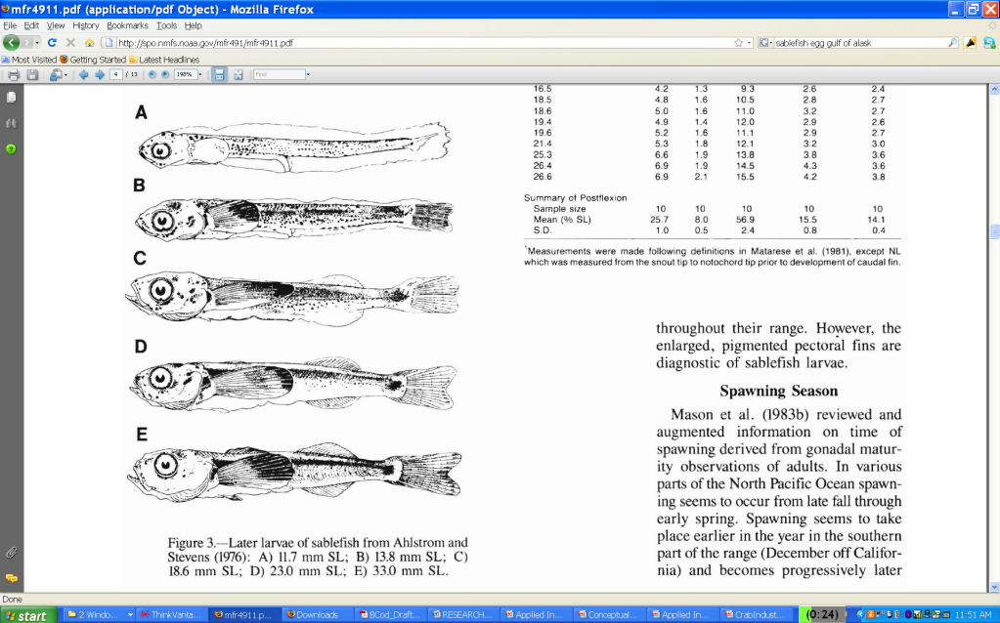 mfr4911.pdf (application/pdf Object) - Mozilla Firefox
File Edit View History Bookmarks Tools Help
http://spo.nmfs.noaa.gov/mfr491/mfr4911.pdf
sablefish egg gulf of alask
Most Visited Getting Started Latest Headlines
4 / 13 198% Find
A
B
C
D
E
Figure 3.—Later larvae of sablefish from Ahlstrom and
Stevens (1976): A) 11.7 mm SL; B) 13.8 mm SL; C)
18.6 mm SL; D) 23.0 mm SL; E) 33.0 mm SL.
16.5 4.2 1.3 9.3 2.6 2.4
18.5 4.8 1.6 10.5 2.8 2.7
18.6 5.0 1.6 11.0 3.2 2.7
19.4 4.9 1.4 12.0 2.9 2.6
19.6 5.2 1.6 11.1 2.9 2.7
21.4 5.3 1.8 12.1 3.2 3.0
25.3 6.6 1.9 13.8 3.8 3.6
26.4 6.9 1.9 14.5 4.3 3.6
26.6 6.9 2.1 15.5 4.2 3.8
Summary of Postflexion
Sample size 10 10 10 10 10
Mean (% SL) 25.7 8.0 56.9 15.5 14.1
S.D. 1.0 0.5 2.4 0.8 0.4
¹Measurements were made following definitions in Matarese et al. (1981), except NL
which was measured from the snout tip to notochord tip prior to development of caudal fin.
throughout their range. However, the
enlarged, pigmented pectoral fins are
diagnostic of sablefish larvae.
Spawning Season
Mason et al. (1983b) reviewed and
augmented information on time of
spawning derived from gonadal matur-
ity observations of adults. In various
parts of the North Pacific Ocean spawn-
ing seems to occur from late fall through
early spring. Spawning seems to take
place earlier in the year in the southern
part of the range (December off Califor-
nia) and becomes progressively later
Done
start 2 Windo... ThinkVanta... mfr4911.p... Downloads BCod_Draft... RESEARCH... Applied In... Conceptual... Applied In... CrabIndust... (0:24) 11:51 AM